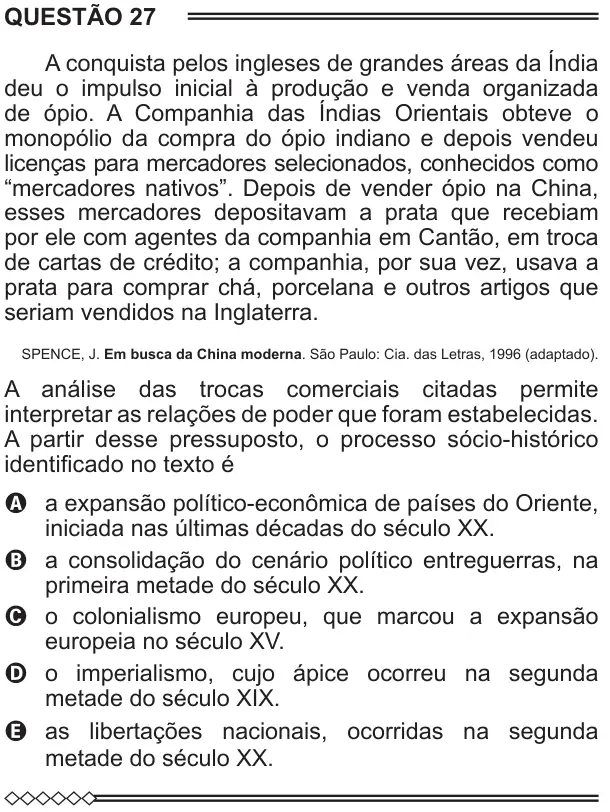 QUESTÃO 27
A conquista pelos ingleses de grandes áreas da Índia
deu o impulso inicial à produção e venda organizada
de ópio. A Companhia das Índias Orientais obteve o
monopólio da compra do ópio indiano e depois vendeu
licenças para mercadores selecionados, conhecidos como
“mercadores nativos”. Depois de vender ópio na China,
esses mercadores depositavam a prata que recebiam
por ele com agentes da companhia em Cantão, em troca
de cartas de crédito; a companhia, por sua vez, usava a
prata para comprar chá, porcelana e outros artigos que
seriam vendidos na Inglaterra.
SPENCE, J. Em busca da China moderna. São Paulo: Cia. das Letras, 1996 (adaptado).
A análise das trocas comerciais citadas permite
interpretar as relações de poder que foram estabelecidas.
A partir desse pressuposto, o processo sócio-histórico
identificado no texto é
A a expansão político-econômica de países do Oriente,
iniciada nas últimas décadas do século XX.
B a consolidação do cenário político entreguerras, na
primeira metade do século XX.
C o colonialismo europeu, que marcou a expansão
europeia no século XV.
D o imperialismo, cujo ápice ocorreu na segunda
metade do século XIX.
E as libertações nacionais, ocorridas na segunda
metade do século XX.